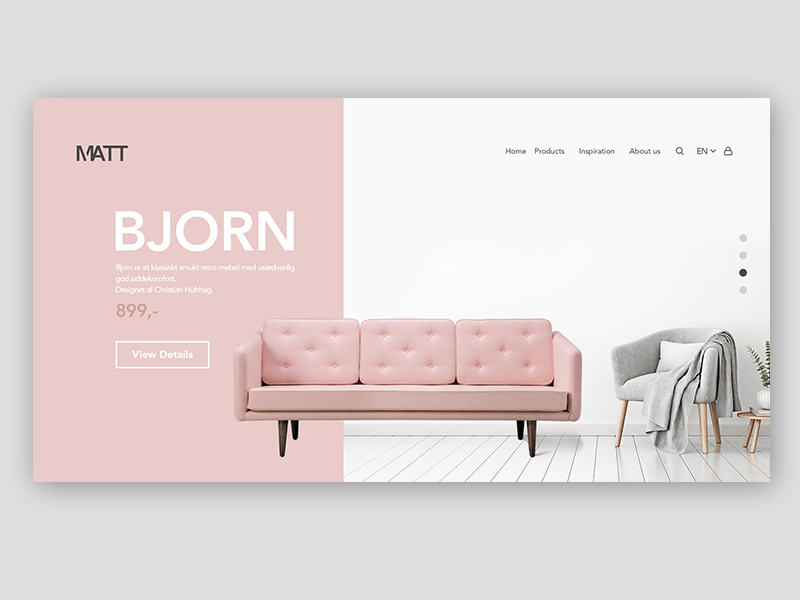 MATT
Home Products Inspiration About us EN
BJORN
Bjorn er et klassiskt smukt retro møbel med usædvanlig
god siddekomfort.
Designet af Christian Hufthag.
899,-
View Details